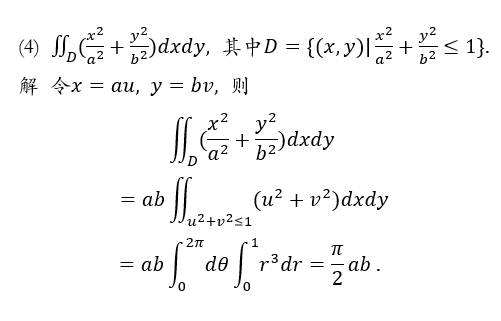 (4) ∬_D(x²/a² + y²/b²)dxdy, 其中D = {(x, y)|x²/a² + y²/b² ≤ 1}.
解 令x = au, y = bv, 则
∬_D(x²/a² + y²/b²)dxdy
= ab ∬_{u²+v²≤1}(u² + v²)dxdy
= ab ∫_0^{2π} dθ ∫_0^1 r³dr = π/2 ab .